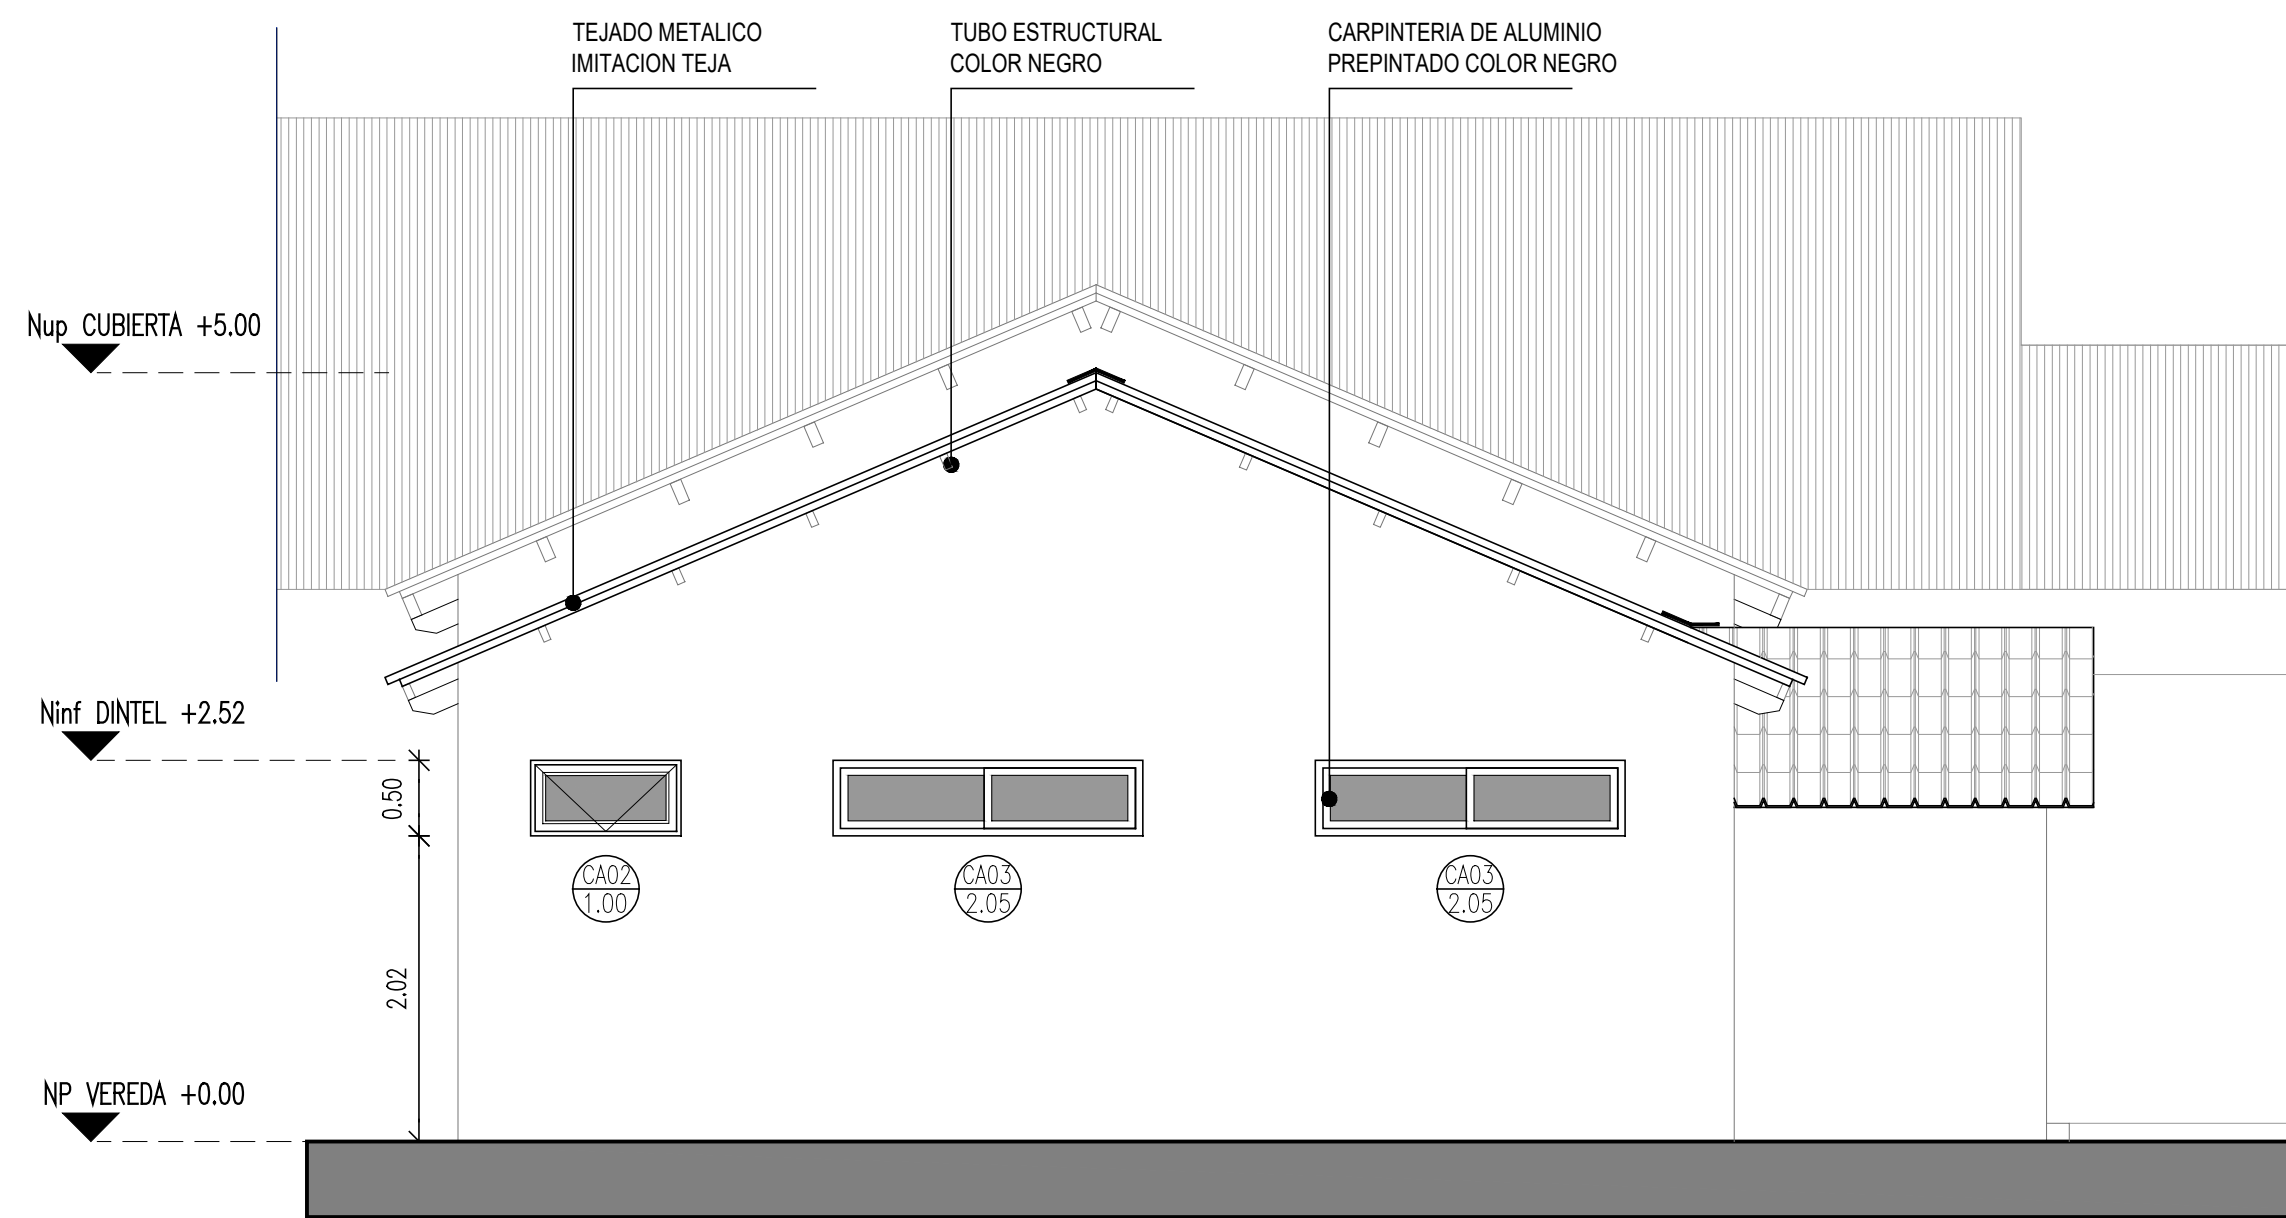 TEJADO METALICO
IMITACION TEJA
TUBO ESTRUCTURAL
COLOR NEGRO
CARPINTERIA DE ALUMINIO
PREPINTADO COLOR NEGRO
Nup CUBIERTA +5.00
Ninf DINTEL +2.52
0.50
CA02
1.00
CA03
2.05
CA03
2.05
2.02
NP VEREDA +0.00